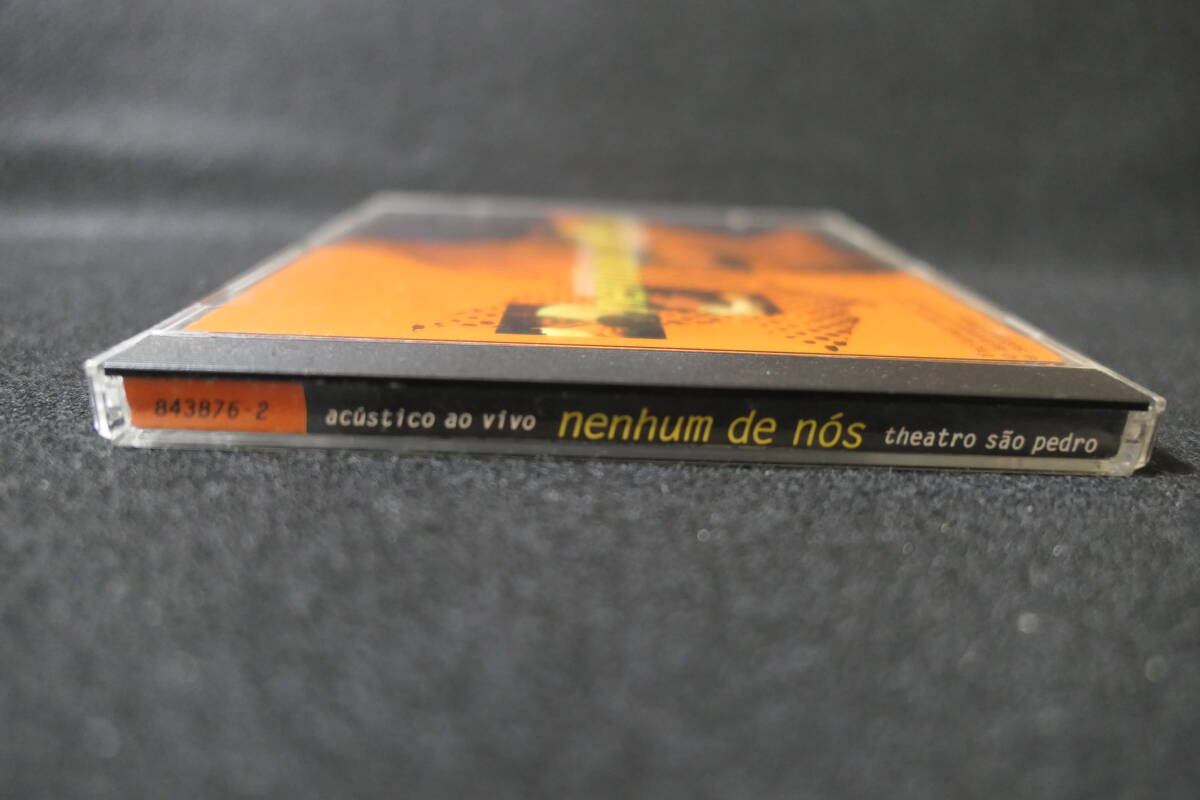 843876-2 acústico ao vivo nenhum de nós theatro são pedro